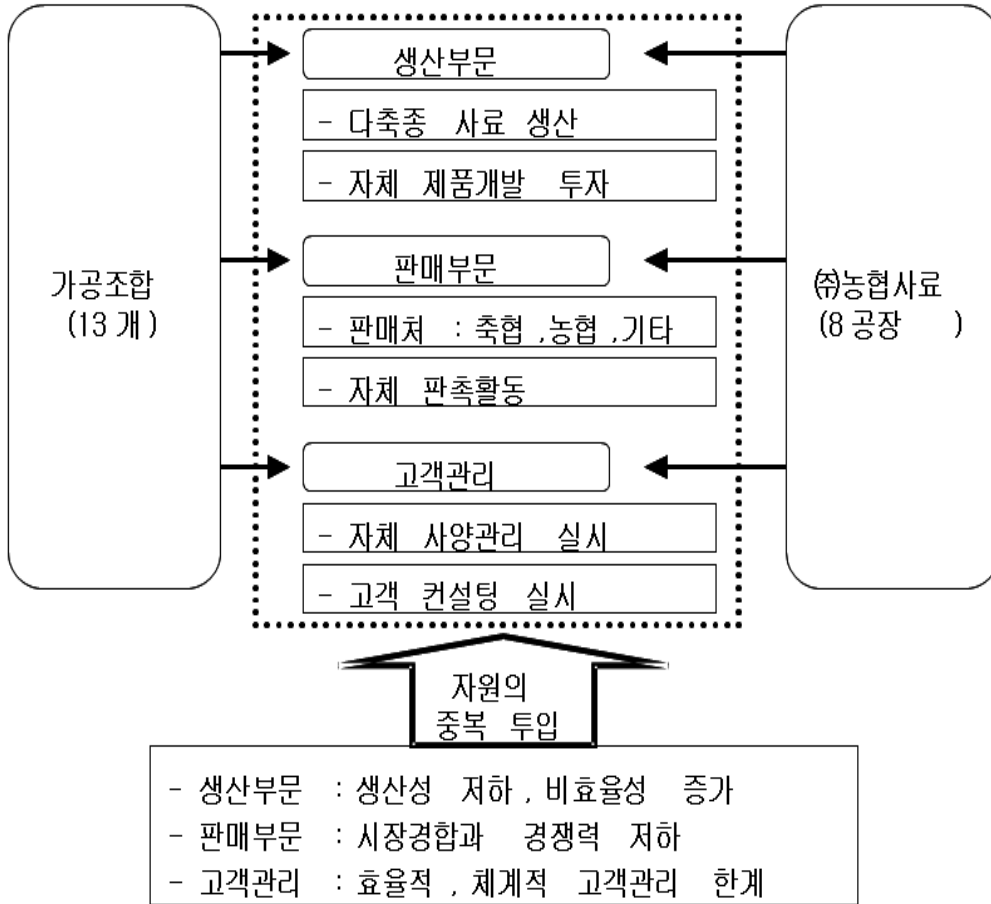 가공조합
(13 개 )
생산부문
- 다축종 사료 생산
- 자체 제품개발 투자
판매부문
- 판매처 : 축협 ,농협 ,기타
- 자체 판촉활동
고객관리
- 자체 사양관리 실시
- 고객 컨설팅 실시
㈜농협사료
(8 공장 )
자원의
중복 투입
- 생산부문 : 생산성 저하 , 비효율성 증가
- 판매부문 : 시장경합과 경쟁력 저하
- 고객관리 : 효율적 , 체계적 고객관리 한계